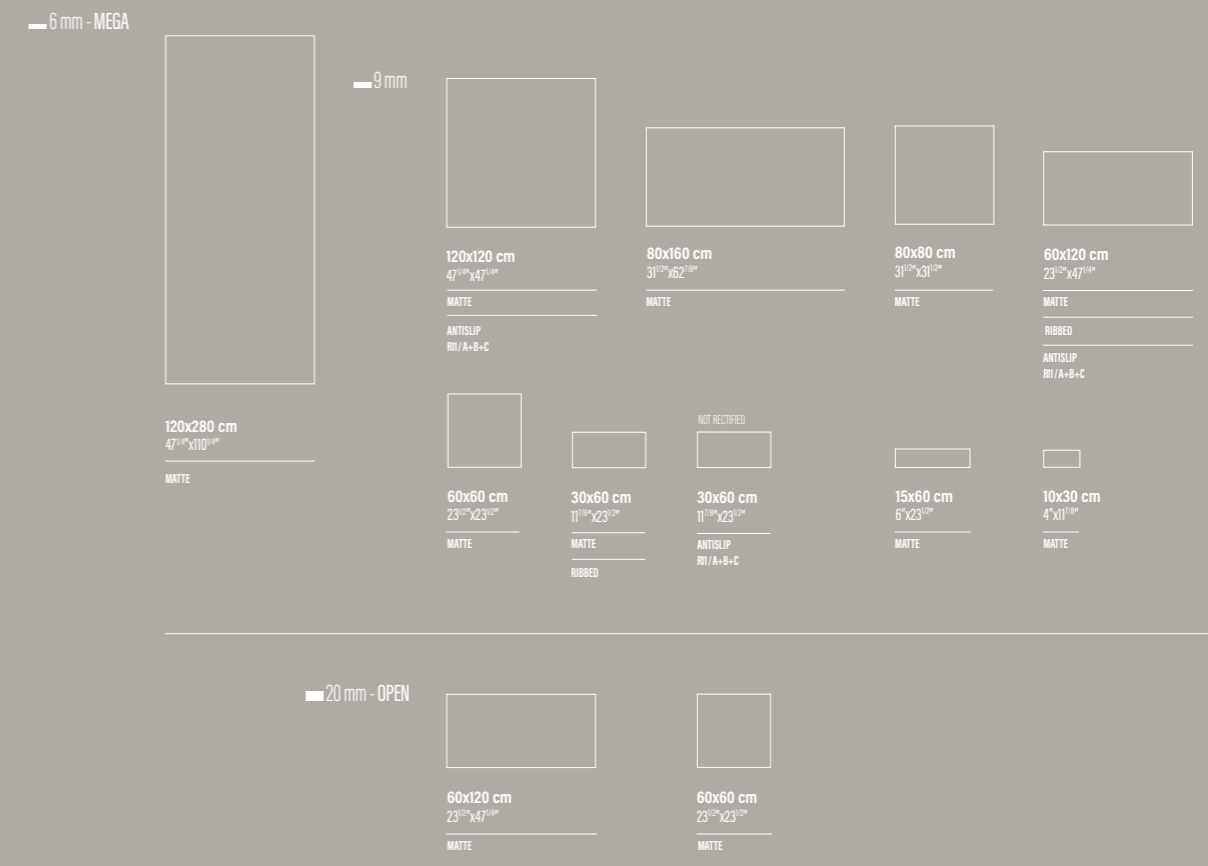 6 mm - MEGA
120x280 cm
47 1/4"x110 1/4"
MATTE
9 mm
120x120 cm
47 1/4"x47 1/4"
MATTE
ANTISLIP
R11 / A+B+C
80x160 cm
31 1/2"x62 7/8"
MATTE
80x80 cm
31 1/2"x31 1/2"
MATTE
60x120 cm
23 1/2"x47 1/4"
MATTE
RIBBED
ANTISLIP
R11 / A+B+C
60x60 cm
23 1/2"x23 1/2"
MATTE
30x60 cm
11 7/8"x23 1/2"
MATTE
RIBBED
NOT RECTIFIED
30x60 cm
11 7/8"x23 1/2"
ANTISLIP
R11 / A+B+C
15x60 cm
6"x23 1/2"
MATTE
10x30 cm
4"x11 7/8"
MATTE
20 mm - OPEN
60x120 cm
23 1/2"x47 1/4"
MATTE
60x60 cm
23 1/2"x23 1/2"
MATTE